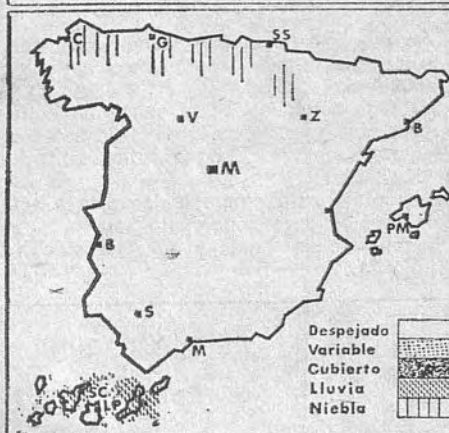 C
G
SS
V
Z
B
M
PM
B
S
M
SC
LP
Despejado
Variable
Cubierto
Lluvia
Niebla